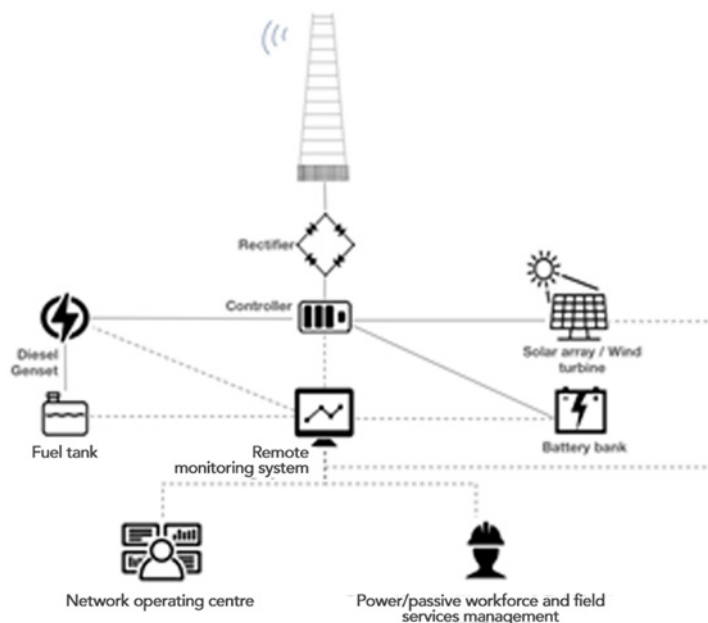 Rectifier
Controller
Diesel
Genset
Solar array / Wind
turbine
Fuel tank
Remote
monitoring system
Battery bank
Network operating centre
Power/passive workforce and field
services management